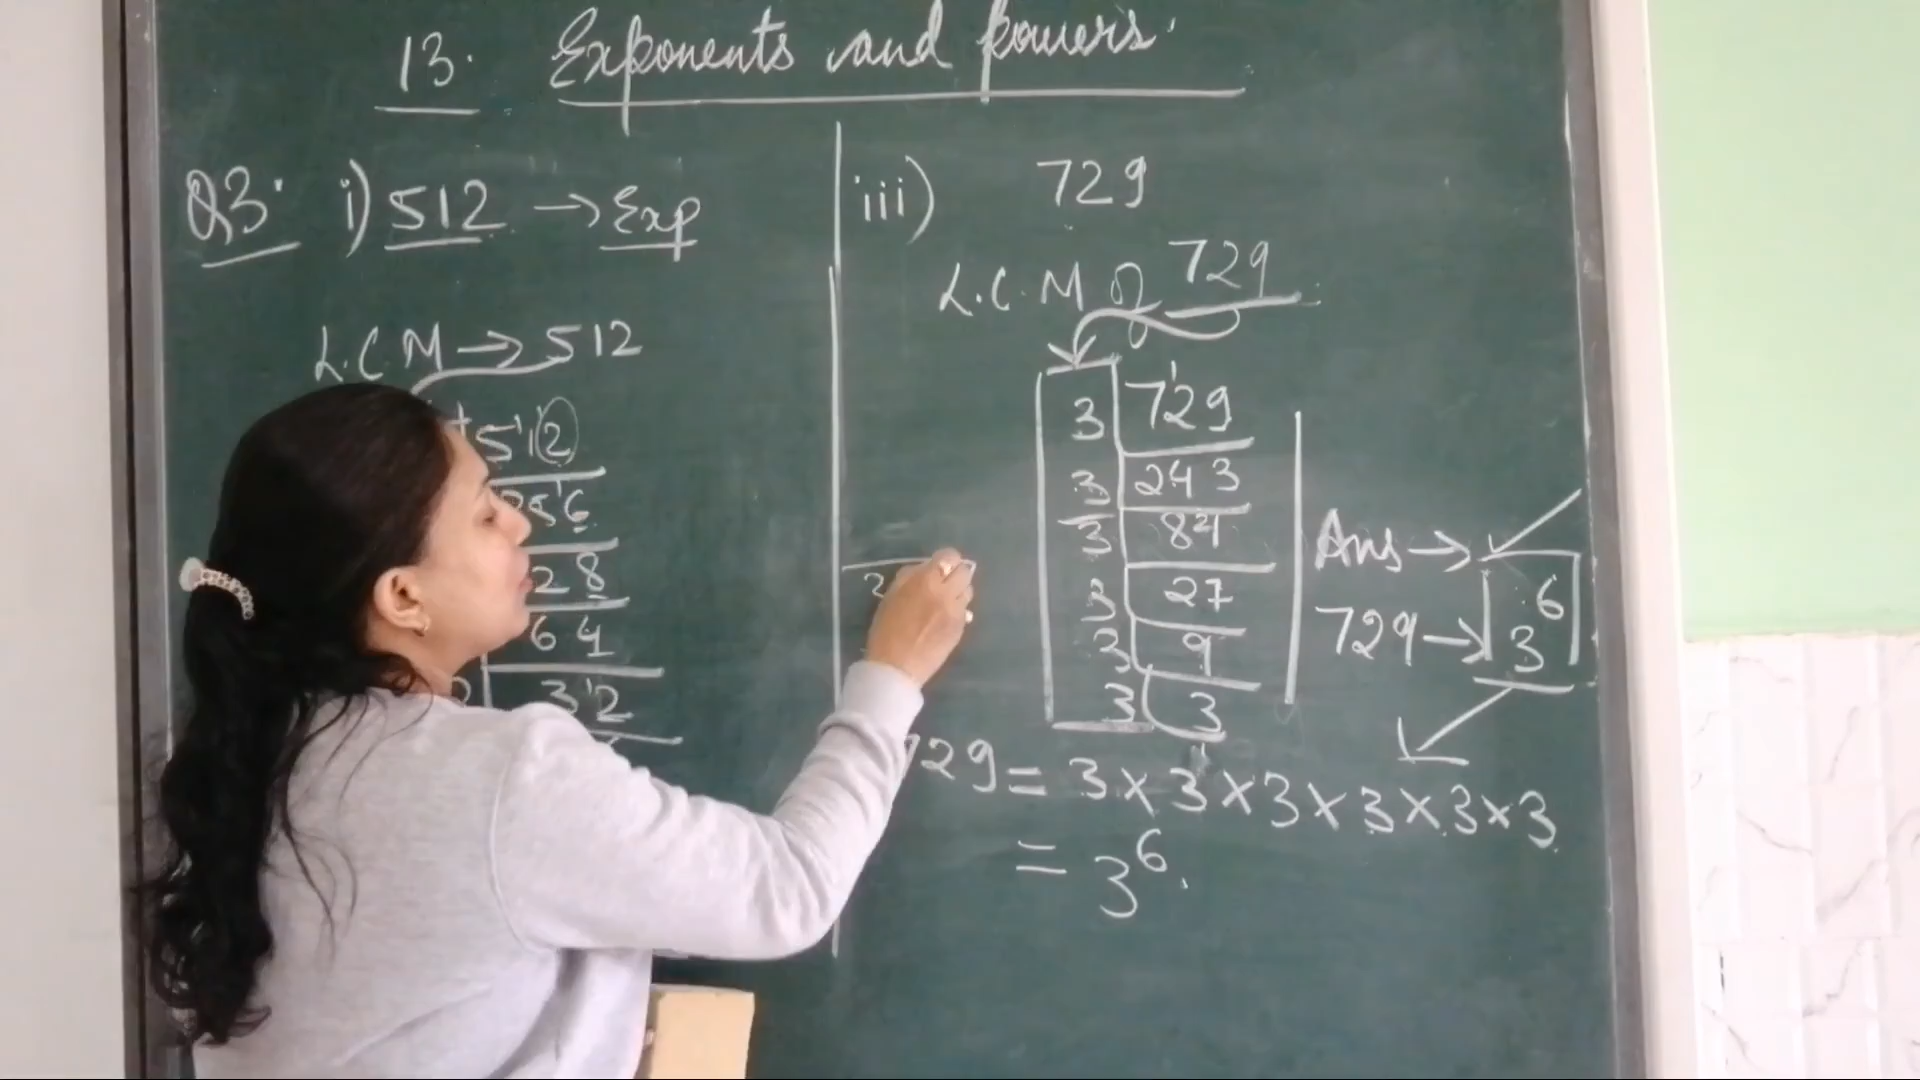 13. Exponents and powers.
Q3. i) 512 → Exp
L.C M → 512
512
256
28
64
32
iii) 729
L.C.M of 729
3 729
3 243
3 81
3 27
3 9
3 3
1
Ans →
729 → 3⁶
729 = 3 × 3 × 3 × 3 × 3 × 3
= 3⁶.